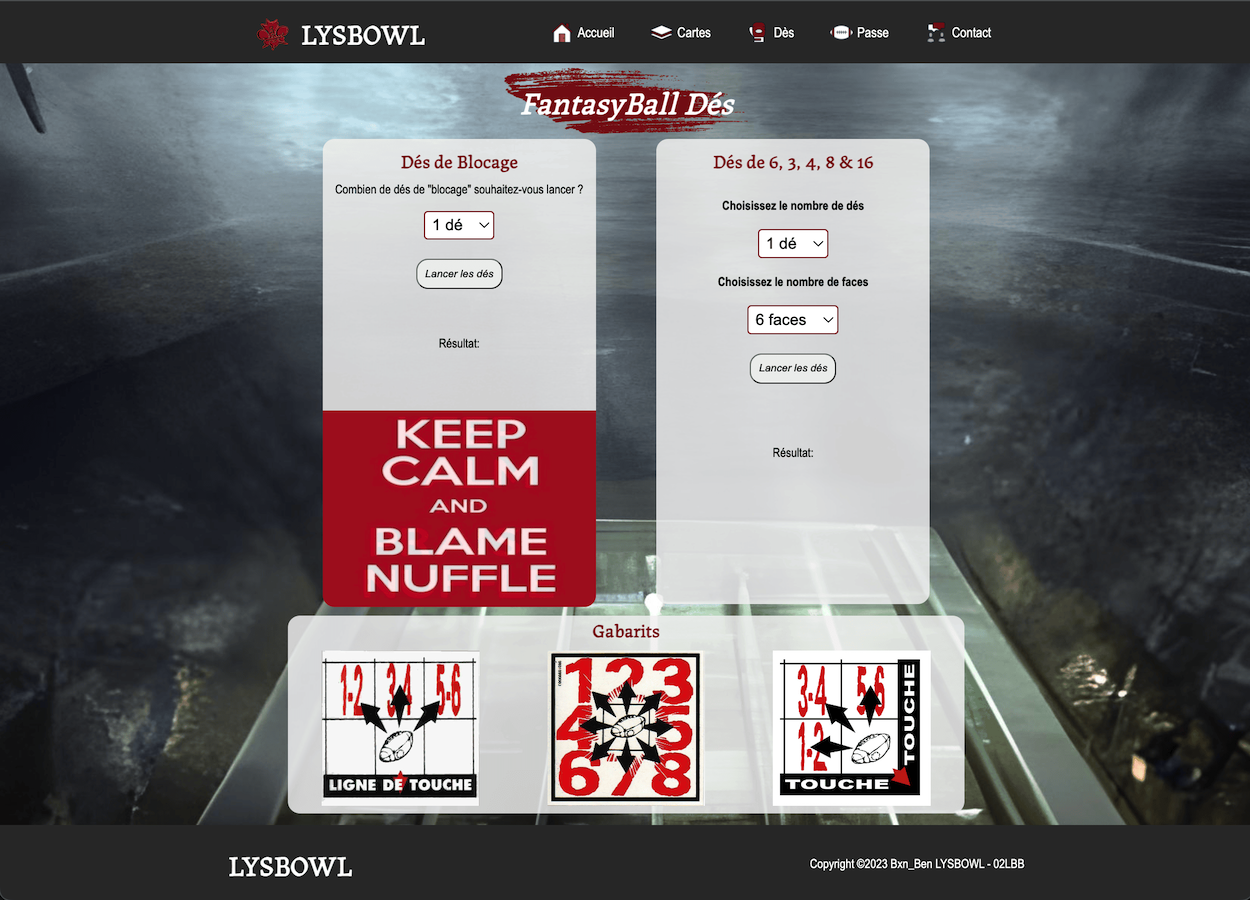 LYSBOWL
Accueil
Cartes
Dès
Passe
Contact
FantasyBall Dés
Dés de Blocage
Combien de dés de "blocage" souhaitez-vous lancer ?
1 dé
Lancer les dés
Résultat:
KEEP
CALM
AND
BLAME
NUFFLE
Dés de 6, 3, 4, 8 & 16
Choisissez le nombre de dés
1 dé
Choisissez le nombre de faces
6 faces
Lancer les dés
Résultat:
Gabarits
1-2 3-4 5-6
LIGNE DE TOUCHE
1 2 3
4 5
6 7 8
3-4 5-6
1-2
TOUCHE
TOUCHE
LYSBOWL
Copyright ©2023 Bxn_Ben LYSBOWL - 02LBB